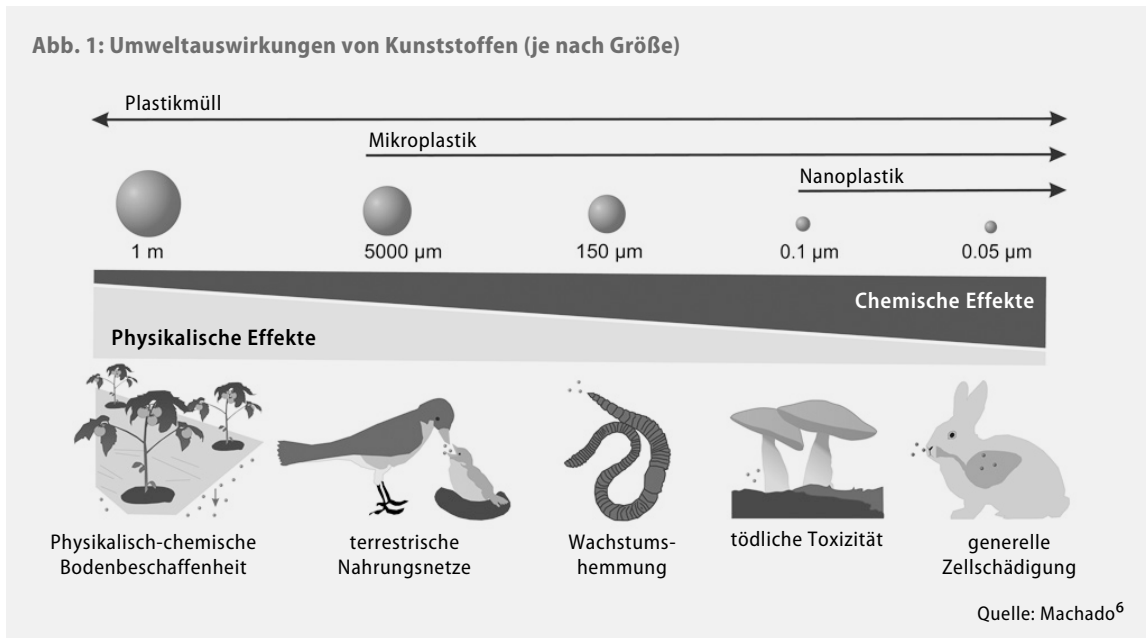 Abb. 1: Umweltauswirkungen von Kunststoffen (je nach Größe)
Plastikmüll
Mikroplastik
Nanoplastik
1 m
5000 µm
150 µm
0.1 µm
0.05 µm
Chemische Effekte
Physikalische Effekte
Physikalisch-chemische
Bodenbeschaffenheit
terrestrische
Nahrungsnetze
Wachstums-
hemmung
tödliche Toxizität
generelle
Zellschädigung
Quelle: Machado⁶